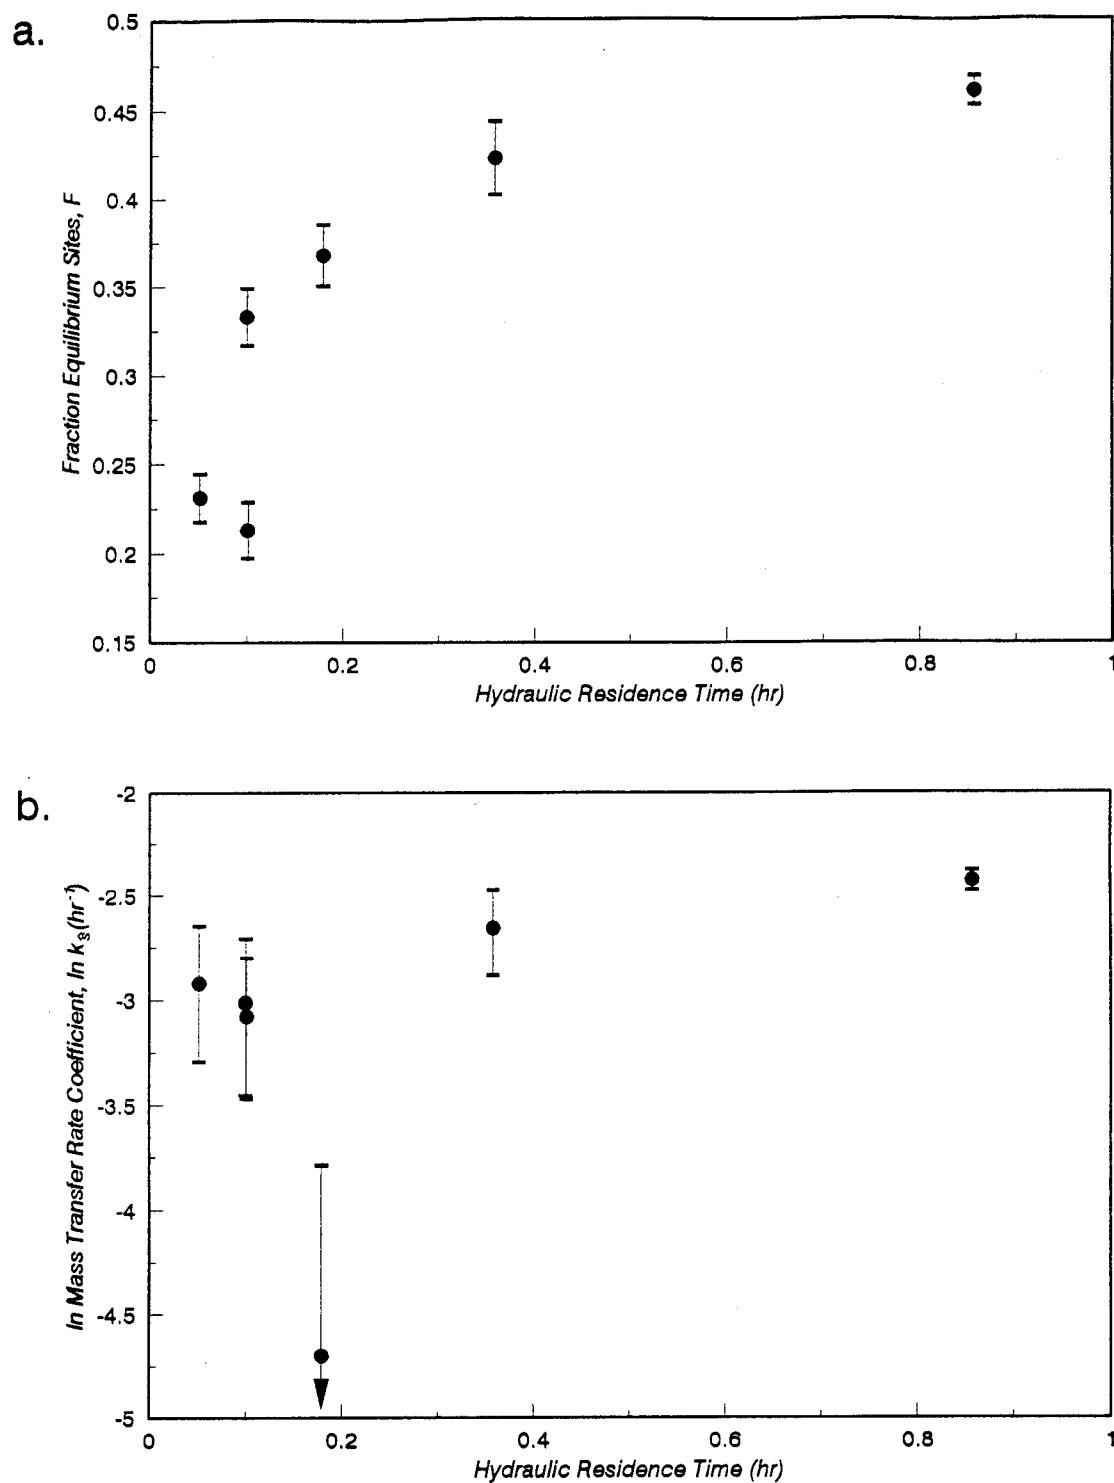 a.
0.5
0.45
0.4
0.35
0.3
0.25
0.2
0.15
Fraction Equilibrium Sites, F
0 0.2 0.4 0.6 0.8 1
Hydraulic Residence Time (hr)
b.
-2
-2.5
-3
-3.5
-4
-4.5
-5
ln Mass Transfer Rate Coefficient, ln ks(hr-1)
0 0.2 0.4 0.6 0.8 1
Hydraulic Residence Time (hr)